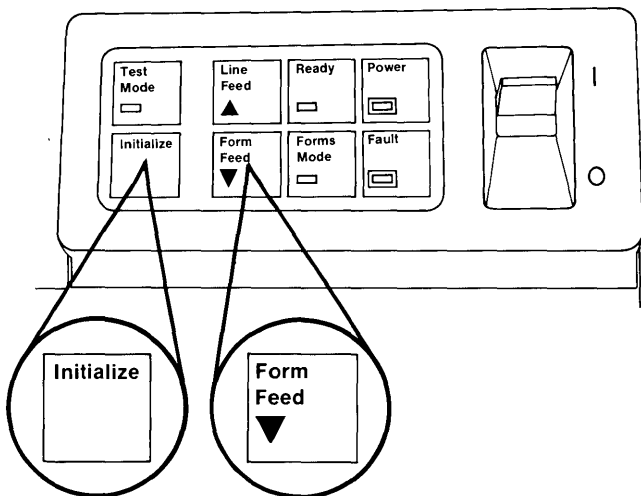 Test
Mode
Line
Feed
Ready
Power
Initialize
Form
Feed
Forms
Mode
Fault
Initialize
Form
Feed